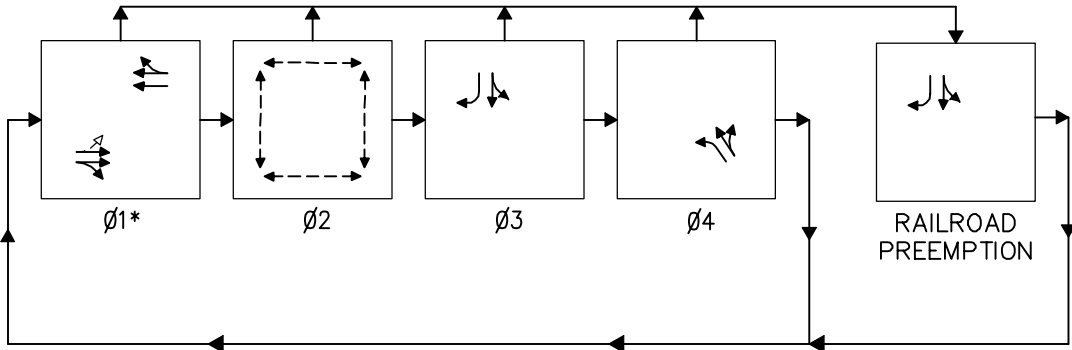 Ø1*
Ø2
Ø3
Ø4
RAILROAD
PREEMPTION